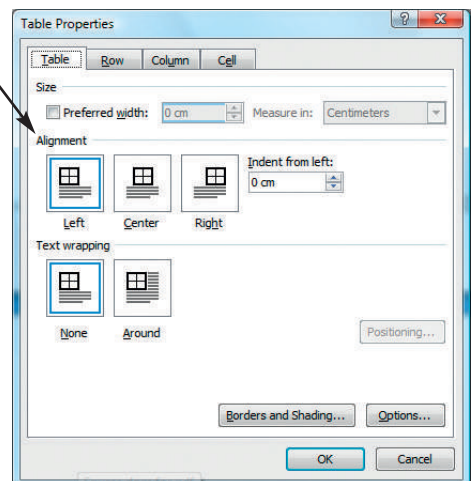 Table Properties
Table Row Column Cell
Size
Preferred width: 0 cm Measure in: Centimeters
Alignment
Indent from left:
0 cm
Left Center Right
Text wrapping
None Around
Positioning...
Borders and Shading... Options...
OK Cancel